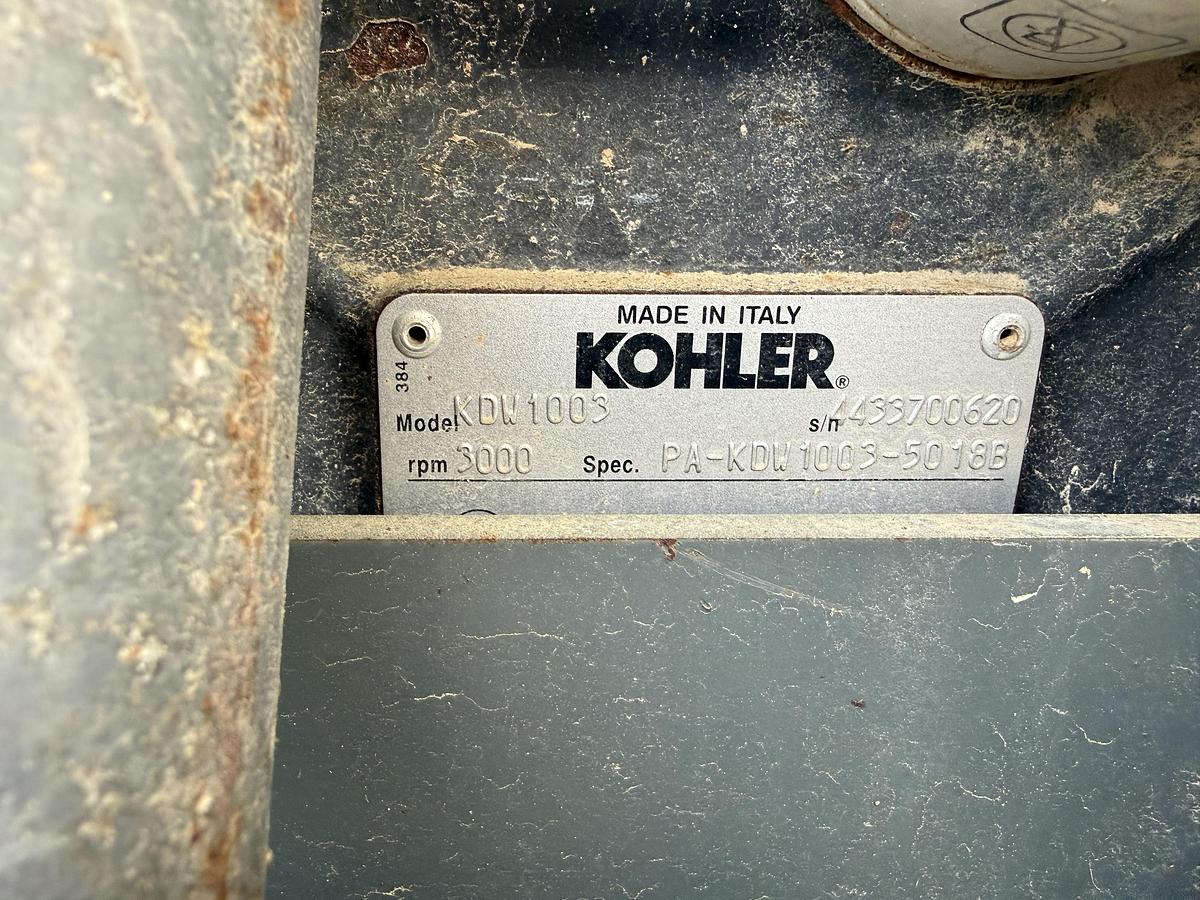 MADE IN ITALY
KOHLER®
384
Model KDW1003 s/n 4433700620
rpm 3000 Spec. PA-KDW1003-5018B